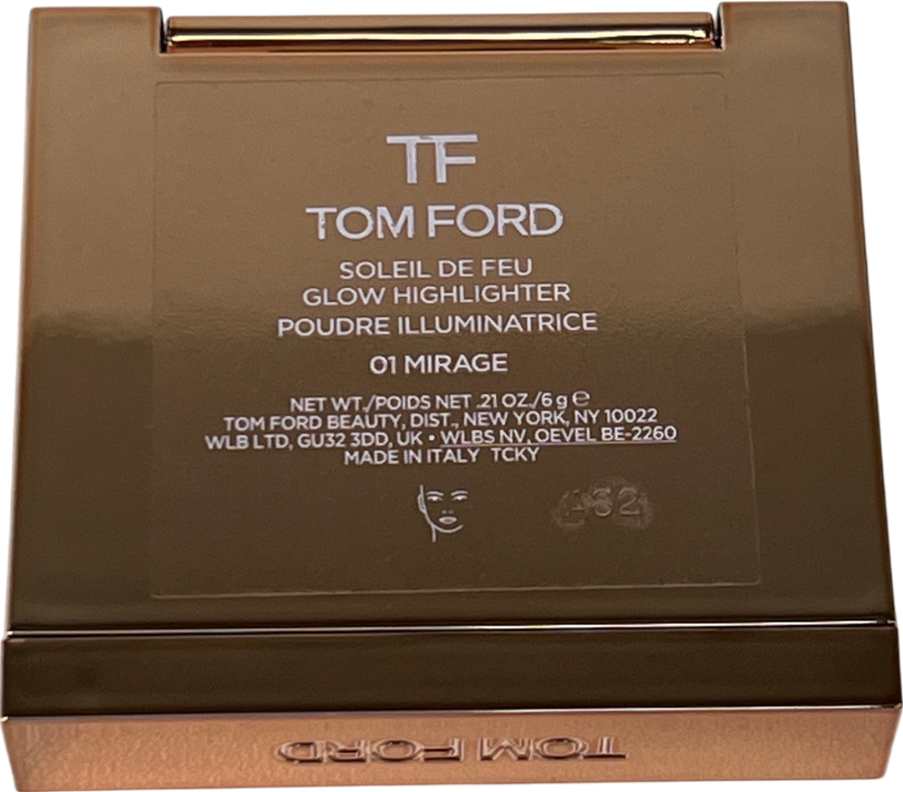 TF
TOM FORD
SOLEIL DE FEU
GLOW HIGHLIGHTER
POUDRE ILLUMINATRICE
01 MIRAGE
NET WT./POIDS NET .21 OZ./6 g ℮
TOM FORD BEAUTY, DIST., NEW YORK, NY 10022
WLB LTD, GU32 3DD, UK • WLBS NV, OEVEL BE-2260
MADE IN ITALY TCKY
TOM FORD